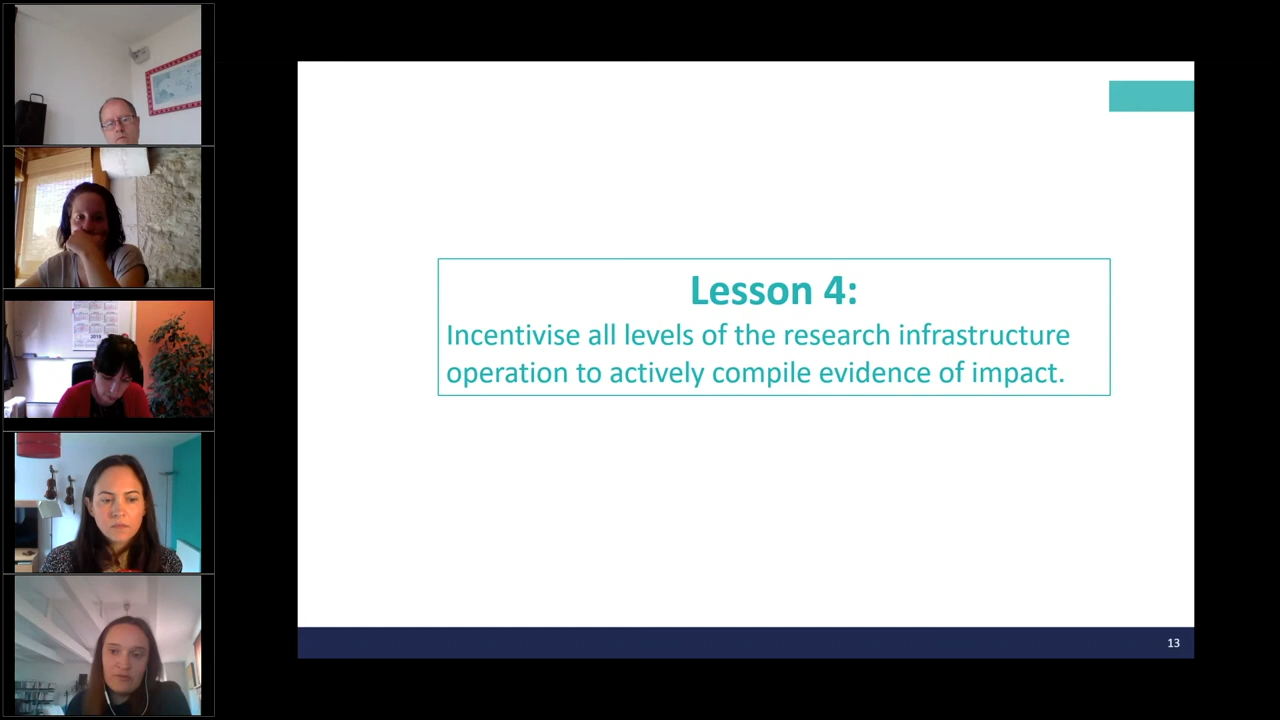 Lesson 4:
Incentivise all levels of the research infrastructure
operation to actively compile evidence of impact.
13